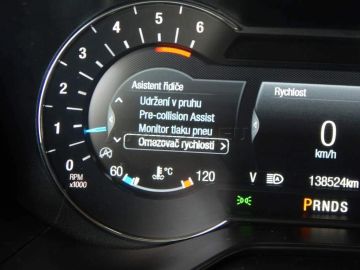 0 1 2 3 4 5 6
RPM
x1000
Asistent řidiče
Udržení v pruhu
Pre-collision Assist
Monitor tlaku pneu
Omezovač rychlosti
60 °C 120
Rychlost
0
km/h
V 138524km
PRNDS